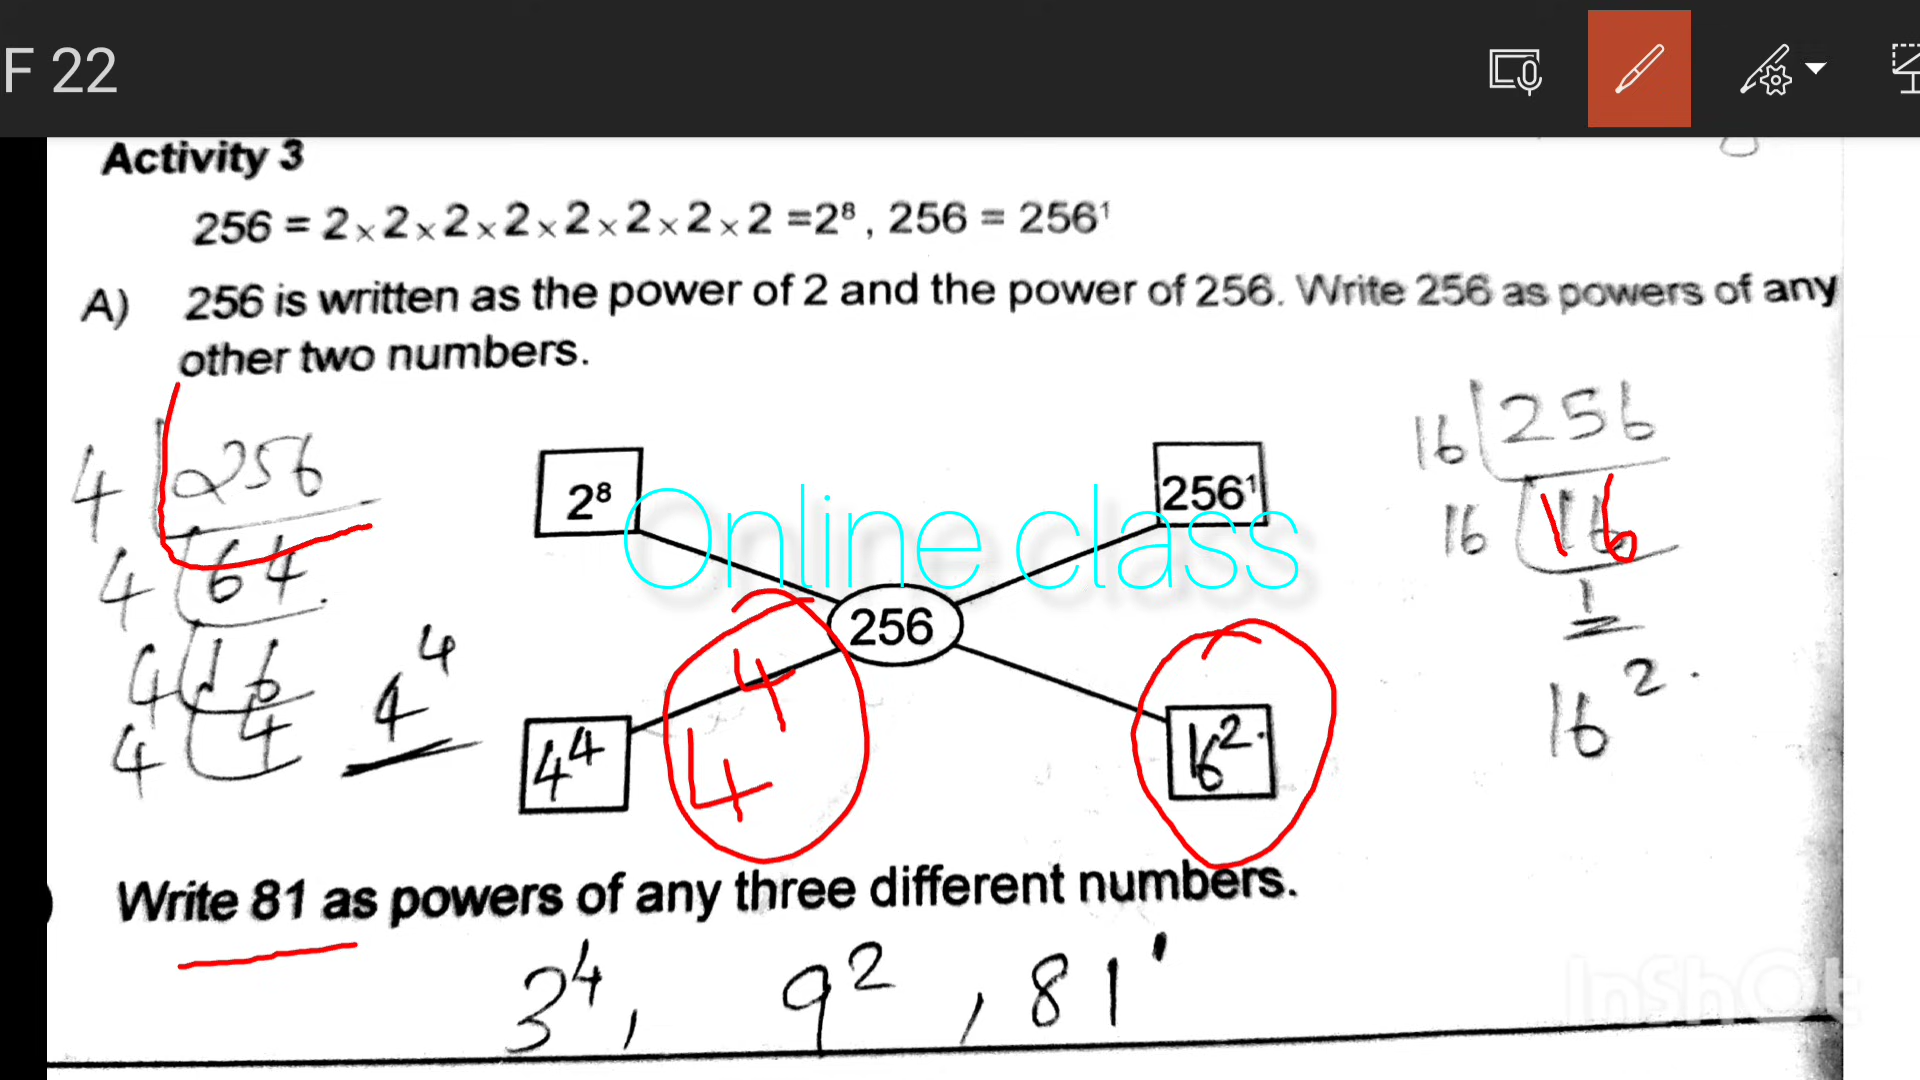 F 22
Activity 3
256 = 2×2×2×2×2×2×2×2 =2⁸, 256 = 256¹
A) 256 is written as the power of 2 and the power of 256. Write 256 as powers of any
other two numbers.
4 256
4 64
4 16
4 4
4⁴
2⁸
256¹
Online class
256
4⁴
4⁴
16²
16 256
16 16
1
16²
Write 81 as powers of any three different numbers.
3⁴, 9², 81¹
InShOt